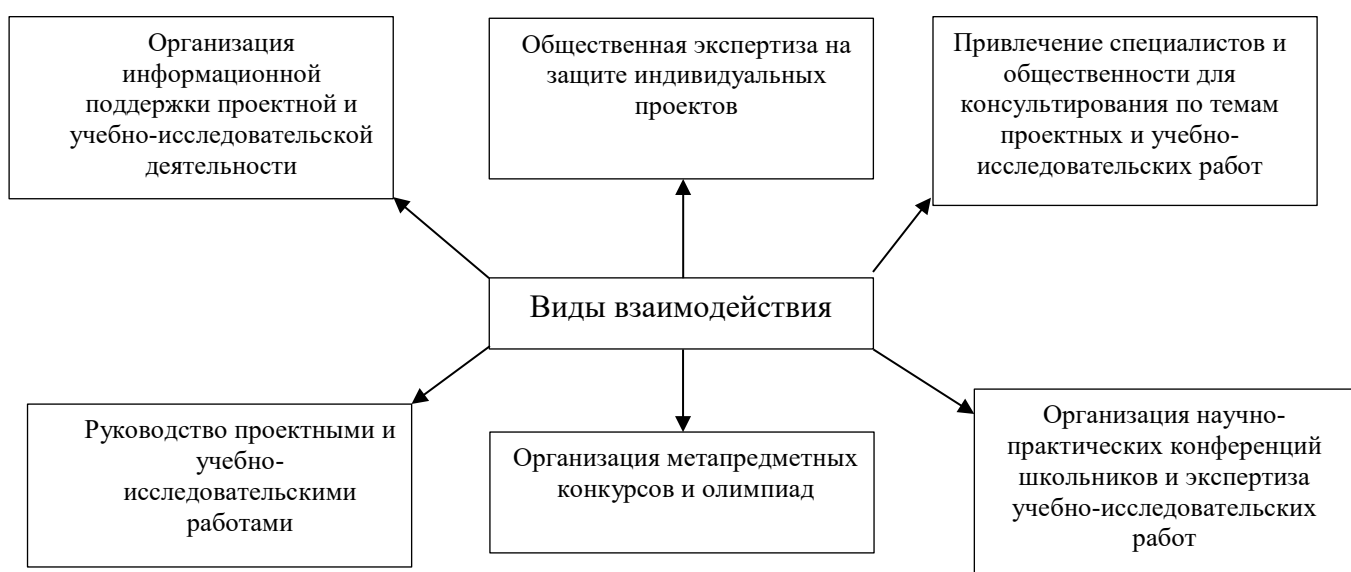 Организация
информационной
поддержки проектной и
учебно-исследовательской
деятельности
Общественная экспертиза на
защите индивидуальных
проектов
Привлечение специалистов и
общественности для
консультирования по темам
проектных и учебно-
исследовательских работ
Виды взаимодействия
Руководство проектными и
учебно-
исследовательскими
работами
Организация метапредметных
конкурсов и олимпиад
Организация научно-
практических конференций
школьников и экспертиза
учебно-исследовательских
работ